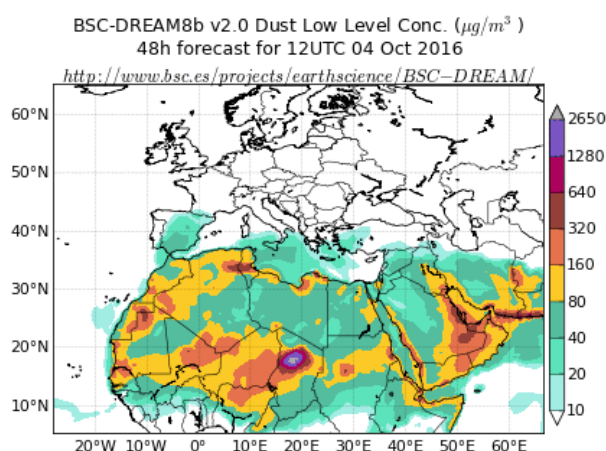 BSC-DREAM8b v2.0 Dust Low Level Conc. (μg/m³ )
48h forecast for 12UTC 04 Oct 2016
http://www.bsc.es/projects/earthscience/BSC−DREAM/
60°N
50°N
40°N
30°N
20°N
10°N
20°W 10°W 0° 10°E 20°E 30°E 40°E 50°E 60°E
2650
1280
640
320
160
80
40
20
10